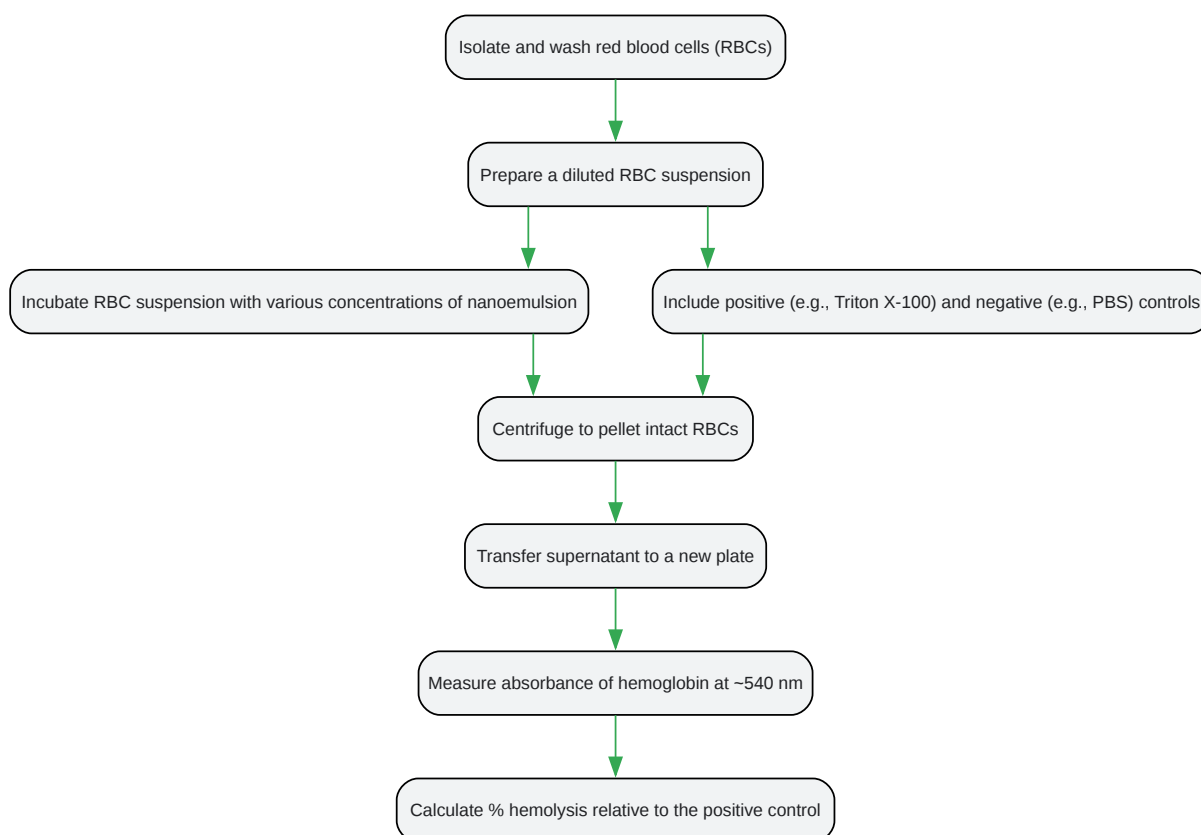 Isolate and wash red blood cells (RBCs)
Prepare a diluted RBC suspension
Incubate RBC suspension with various concentrations of nanoemulsion
Include positive (e.g., Triton X-100) and negative (e.g., PBS) controls
Centrifuge to pellet intact RBCs
Transfer supernatant to a new plate
Measure absorbance of hemoglobin at ~540 nm
Calculate % hemolysis relative to the positive control